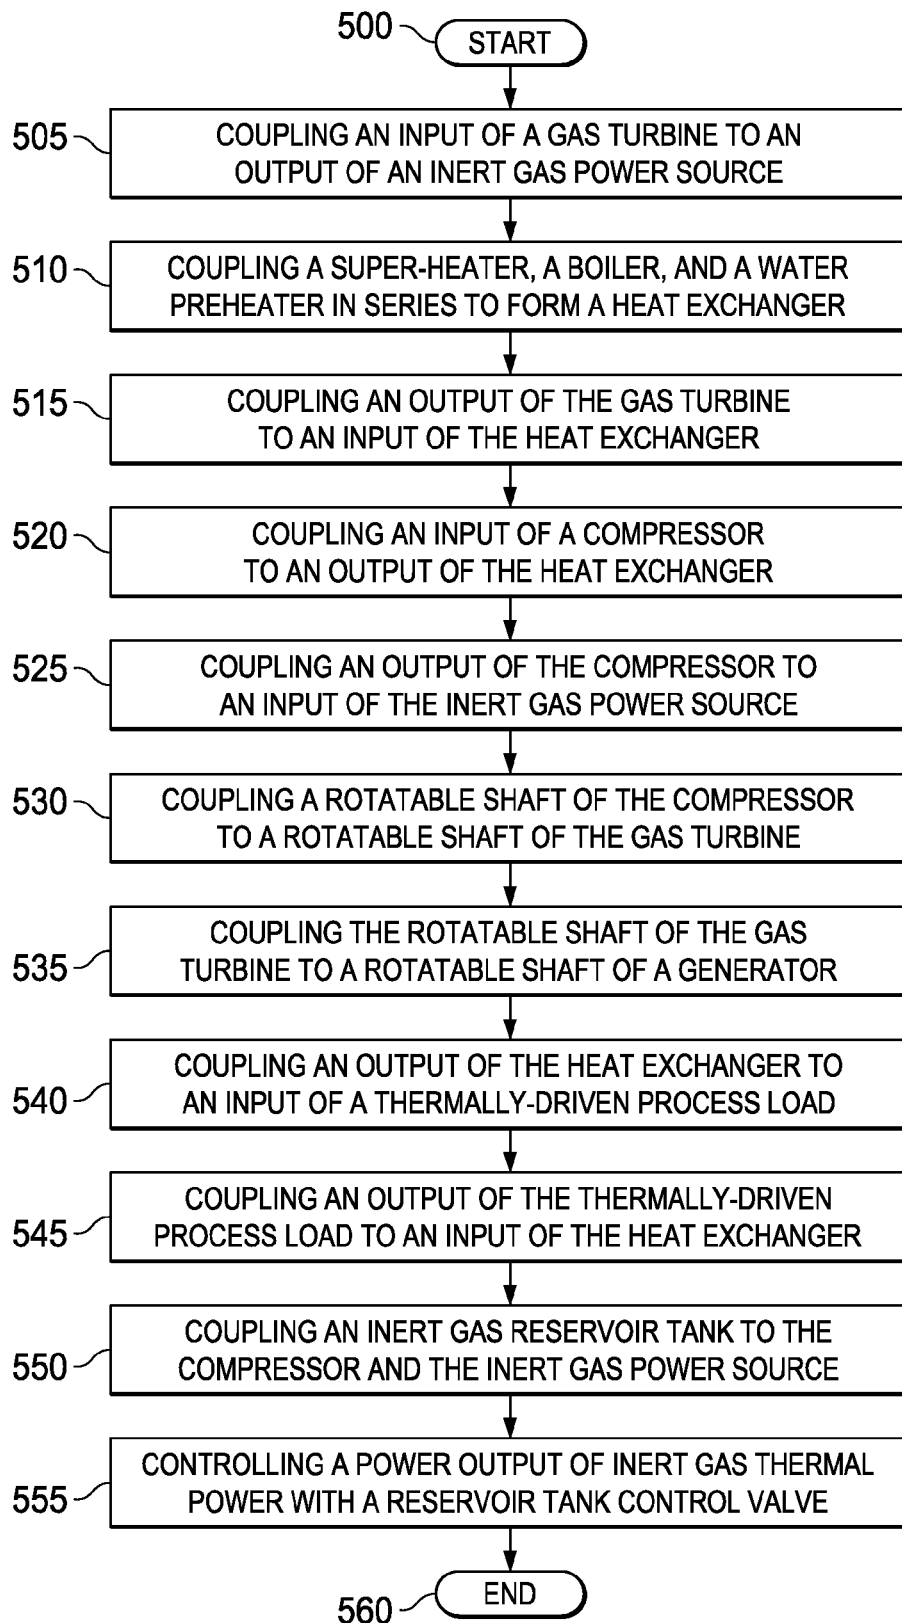 500 START
505 COUPLING AN INPUT OF A GAS TURBINE TO AN
OUTPUT OF AN INERT GAS POWER SOURCE
510 COUPLING A SUPER-HEATER, A BOILER, AND A WATER
PREHEATER IN SERIES TO FORM A HEAT EXCHANGER
515 COUPLING AN OUTPUT OF THE GAS TURBINE
TO AN INPUT OF THE HEAT EXCHANGER
520 COUPLING AN INPUT OF A COMPRESSOR
TO AN OUTPUT OF THE HEAT EXCHANGER
525 COUPLING AN OUTPUT OF THE COMPRESSOR TO
AN INPUT OF THE INERT GAS POWER SOURCE
530 COUPLING A ROTATABLE SHAFT OF THE COMPRESSOR
TO A ROTATABLE SHAFT OF THE GAS TURBINE
535 COUPLING THE ROTATABLE SHAFT OF THE GAS
TURBINE TO A ROTATABLE SHAFT OF A GENERATOR
540 COUPLING AN OUTPUT OF THE HEAT EXCHANGER TO
AN INPUT OF A THERMALLY-DRIVEN PROCESS LOAD
545 COUPLING AN OUTPUT OF THE THERMALLY-DRIVEN
PROCESS LOAD TO AN INPUT OF THE HEAT EXCHANGER
550 COUPLING AN INERT GAS RESERVOIR TANK TO THE
COMPRESSOR AND THE INERT GAS POWER SOURCE
555 CONTROLLING A POWER OUTPUT OF INERT GAS THERMAL
POWER WITH A RESERVOIR TANK CONTROL VALVE
560 END